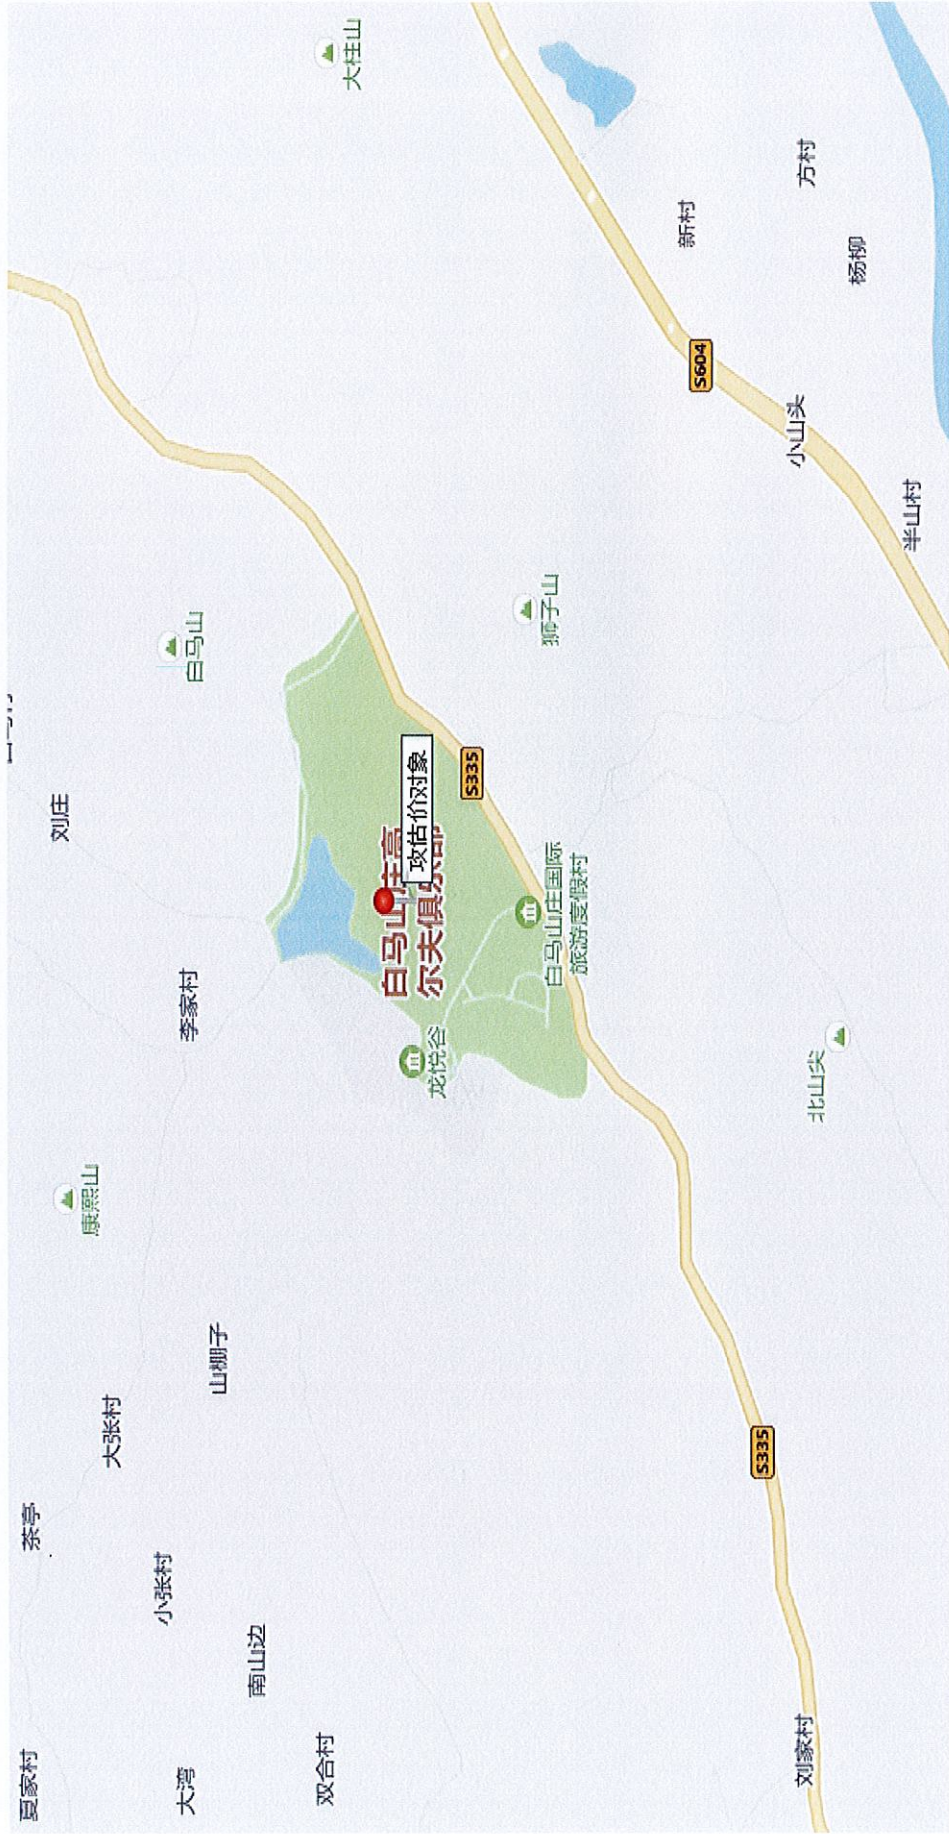 夏家村
茶亭
刘庄
康熙山
大张村
小张村
大湾
李家村
白马山
山棚子
南山边
双合村
大柱山
白马山庄高
尔夫俱乐部
攻估价对象
龙悦谷
S335
狮子山
白马山庄国际
旅游度假村
新村
S604
S335
小山头
刘家村
方村
北山尖
杨柳
半山村